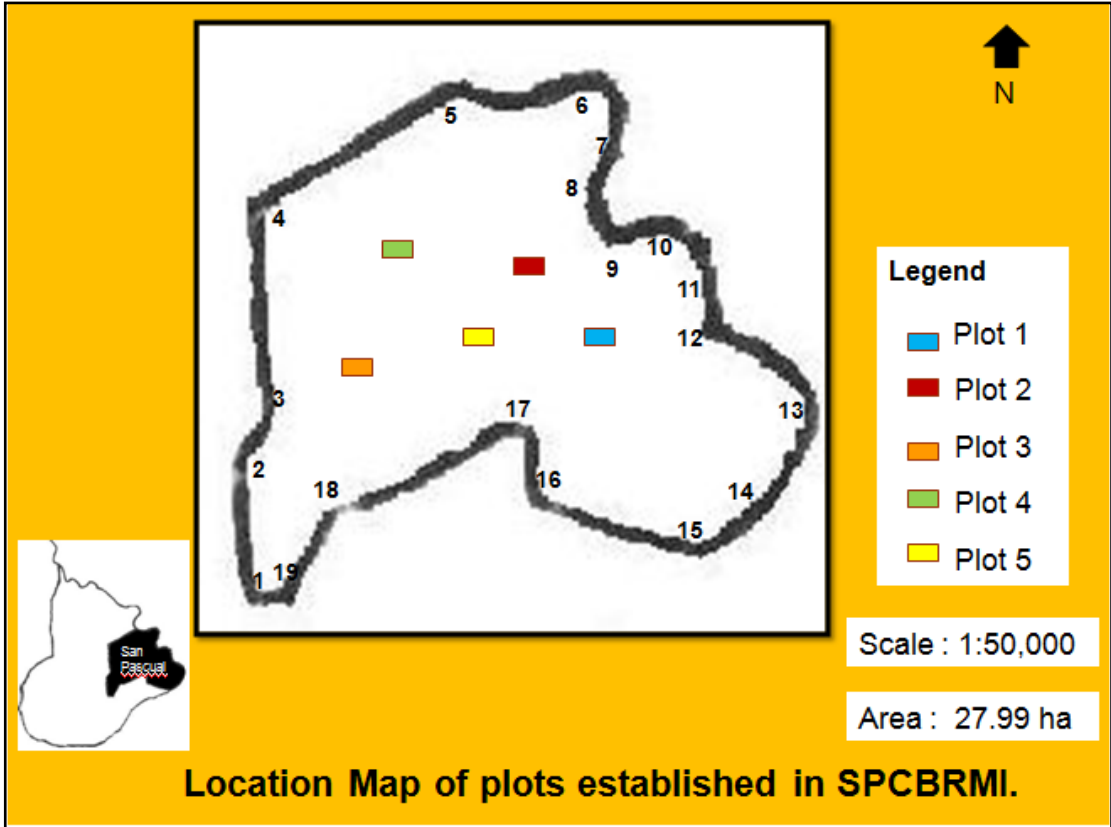 N
5
6
7
8
4
10
9
11
12
3
17
13
2
18
16
14
15
1
19
Legend
Plot 1
Plot 2
Plot 3
Plot 4
Plot 5
San
Pascual
Scale : 1:50,000
Area : 27.99 ha
Location Map of plots established in SPCBRMI.